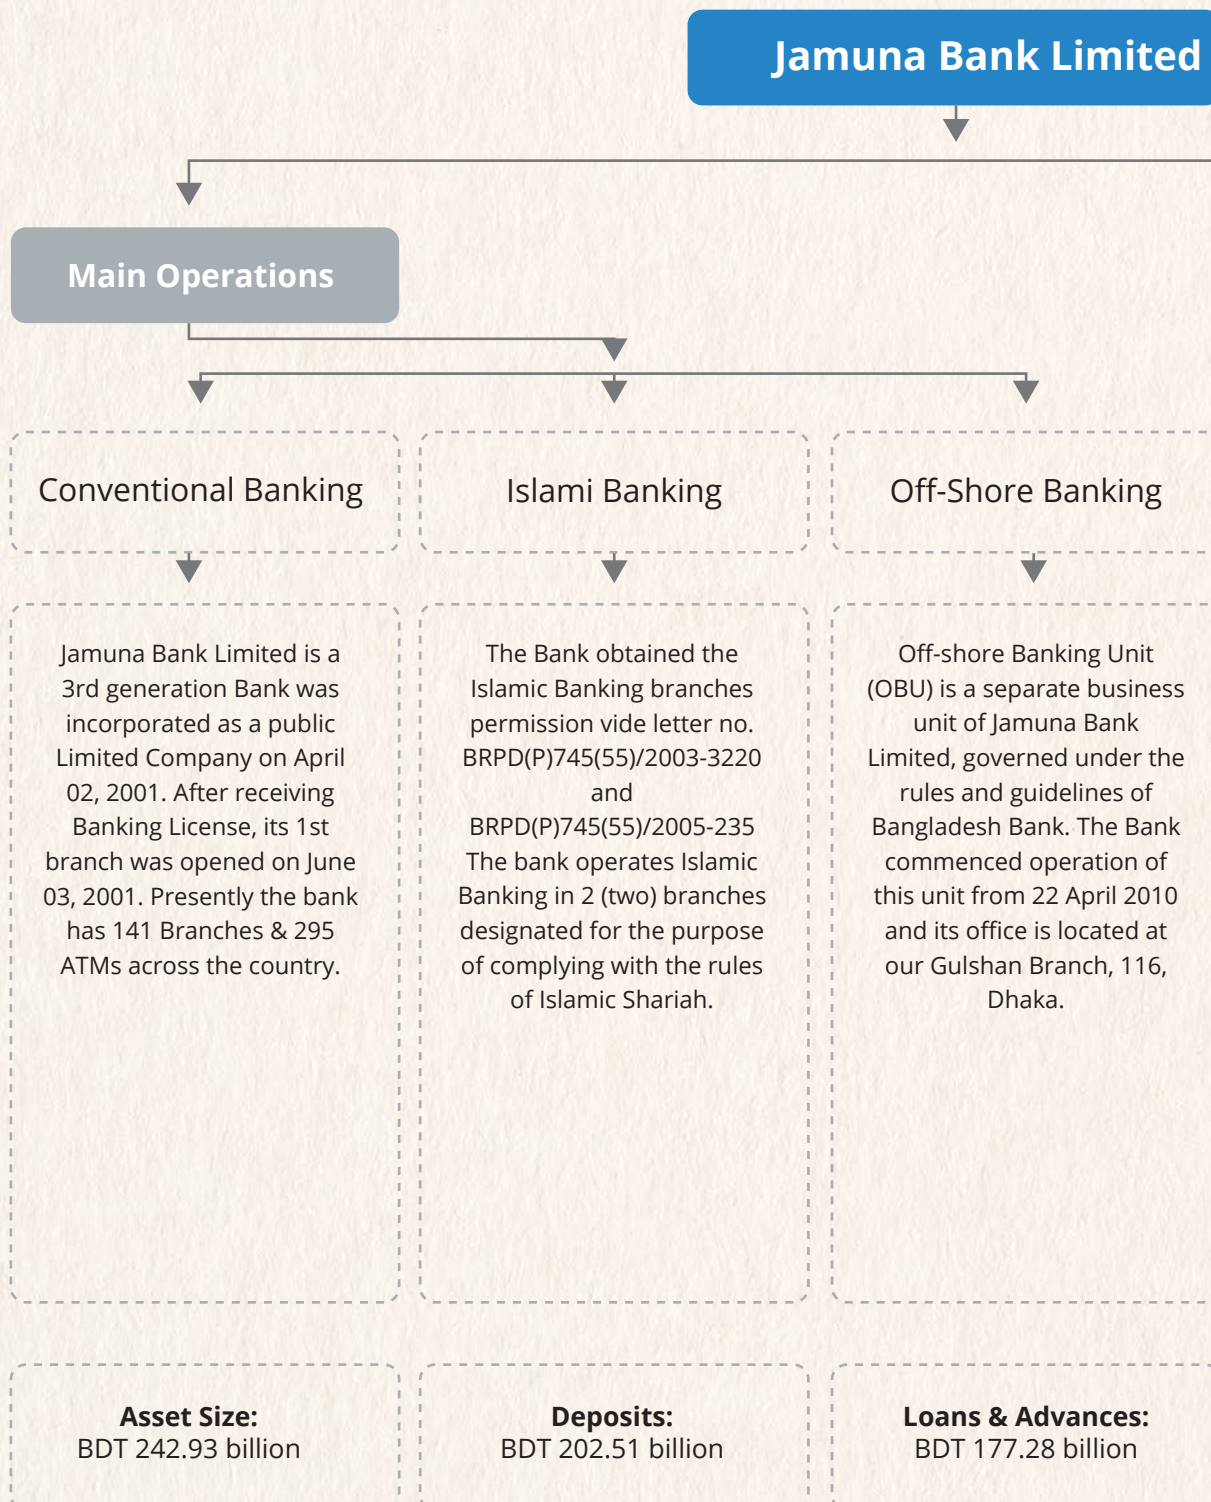 Jamuna Bank Limited
Main Operations
Conventional Banking
Islami Banking
Off-Shore Banking
Jamuna Bank Limited is a
3rd generation Bank was
incorporated as a public
Limited Company on April
02, 2001. After receiving
Banking License, its 1st
branch was opened on June
03, 2001. Presently the bank
has 141 Branches & 295
ATMs across the country.
The Bank obtained the
Islamic Banking branches
permission vide letter no.
BRPD(P)745(55)/2003-3220
and
BRPD(P)745(55)/2005-235
The bank operates Islamic
Banking in 2 (two) branches
designated for the purpose
of complying with the rules
of Islamic Shariah.
Off-shore Banking Unit
(OBU) is a separate business
unit of Jamuna Bank
Limited, governed under the
rules and guidelines of
Bangladesh Bank. The Bank
commenced operation of
this unit from 22 April 2010
and its office is located at
our Gulshan Branch, 116,
Dhaka.
Asset Size:
BDT 242.93 billion
Deposits:
BDT 202.51 billion
Loans & Advances:
BDT 177.28 billion